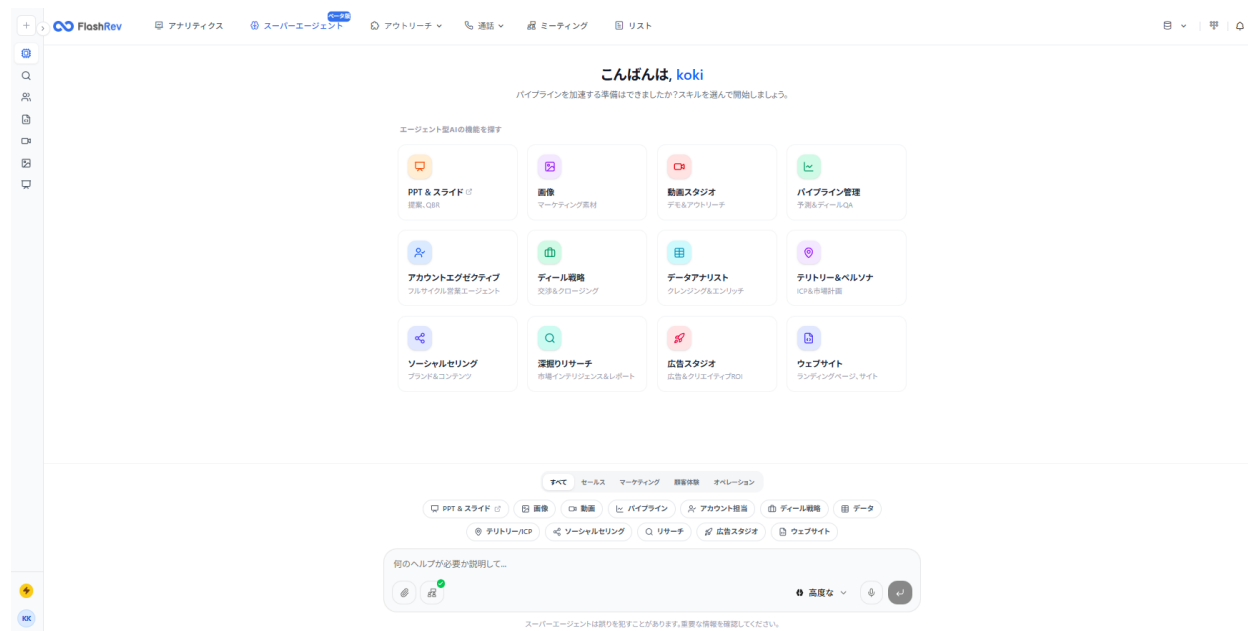 FlashRev
アナリティクス
スーパーエージェント
ベータ版
アウトリーチ
通話
ミーティング
リスト
こんばんは, koki
パイプラインを加速する準備はできましたか?スキルを選んで開始しましょう。
エージェント型AIの機能を探す
PPT & スライド
提案、QBR
画像
マーケティング素材
動画スタジオ
デモ&アウトリーチ
パイプライン管理
予測&ディールQA
アカウントエグゼクティブ
フルサイクル営業エージェント
ディール戦略
交渉&クロージング
データアナリスト
クレンジング&エンリッチ
テリトリー&ペルソナ
ICP&市場計画
ソーシャルセリング
ブランド&コンテンツ
深掘りリサーチ
市場インテリジェンス&レポート
広告スタジオ
広告&クリエイティブROI
ウェブサイト
ランディングページ、サイト
すべて
セールス
マーケティング
顧客体験
オペレーション
PPT & スライド
画像
動画
パイプライン
アカウント担当
ディール戦略
データ
テリトリー/ICP
ソーシャルセリング
リサーチ
広告スタジオ
ウェブサイト
何のヘルプが必要か説明して...
高度な
KK
スーパーエージェントは誤りを犯すことがあります。重要な情報を確認してください。